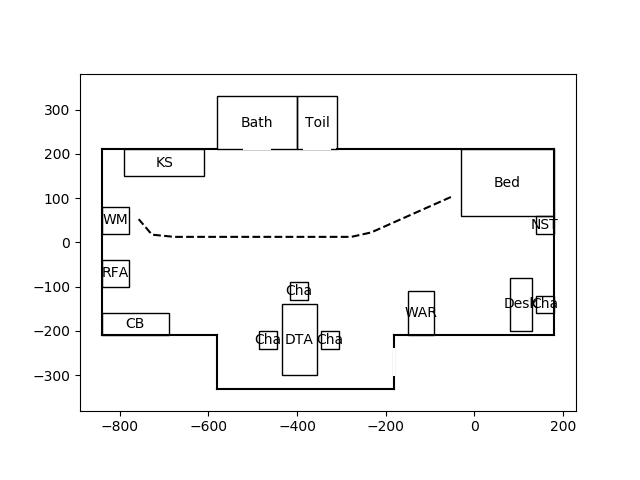 300
200
100
0
−100
−200
−300
Bath
Toil
KS
Bed
WM
NST
RFA
Cha
Desk
Cha
WAR
CB
Cha
DTA
Cha
−800
−600
−400
−200
0
200